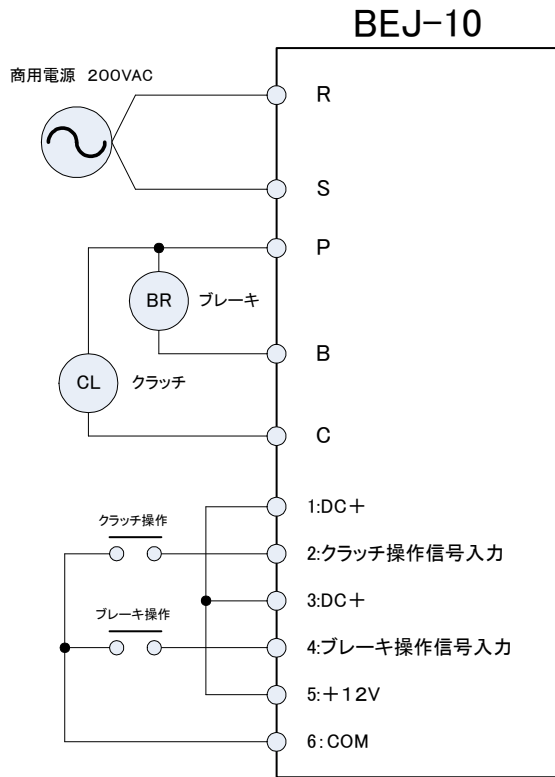 BEJ-10
商用電源 200VAC
R
S
P
BR ブレーキ
B
CL クラッチ
C
1:DC+
クラッチ操作
2:クラッチ操作信号入力
3:DC+
ブレーキ操作
4:ブレーキ操作信号入力
5:+12V
6:COM